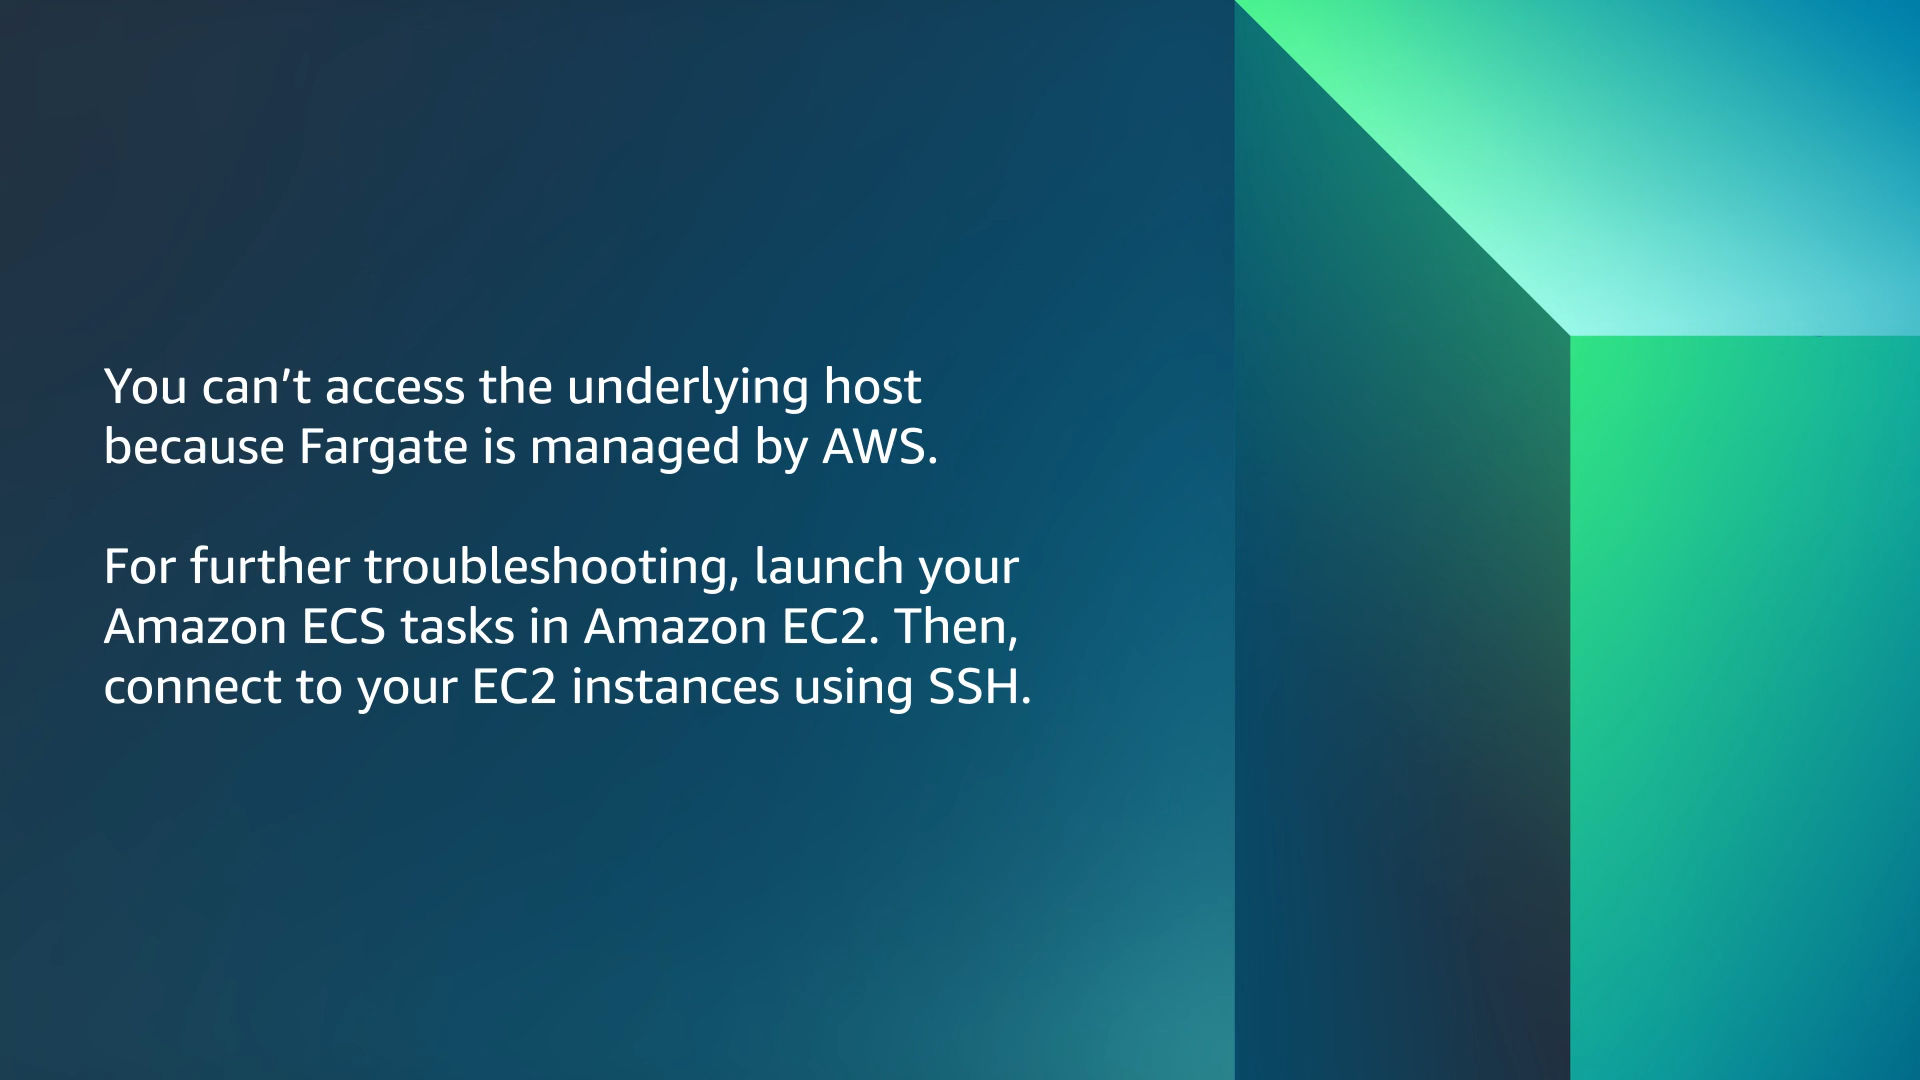 You can’t access the underlying host
because Fargate is managed by AWS.
For further troubleshooting, launch your
Amazon ECS tasks in Amazon EC2. Then,
connect to your EC2 instances using SSH.